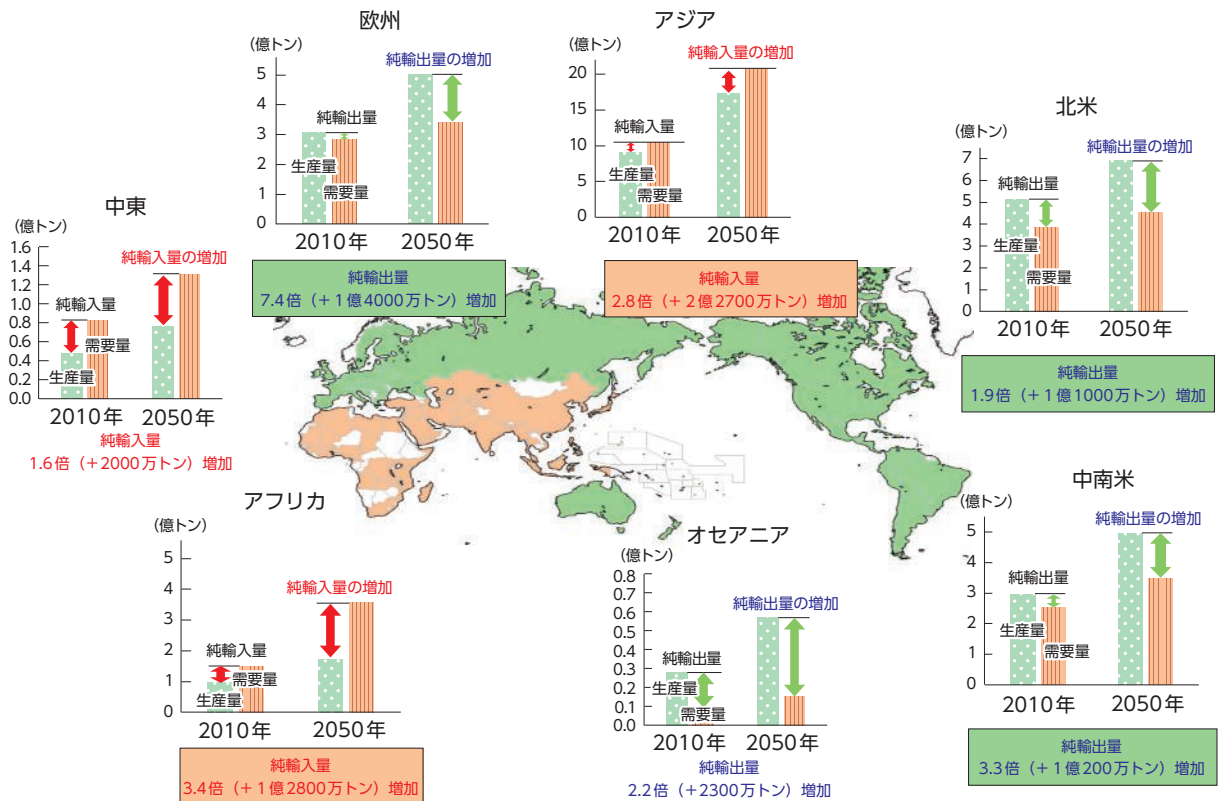 欧州
(億トン)
純輸出量の増加
5
4
3
2
1
0
純輸出量
生産量
需要量
2010年
2050年
純輸出量
7.4倍(+1億4000万トン)増加
アジア
(億トン)
純輸入量の増加
20
15
10
5
0
純輸入量
生産量
需要量
2010年
2050年
純輸入量
2.8倍(+2億2700万トン)増加
北米
(億トン)
純輸出量の増加
7
6
5
4
3
2
1
0
純輸出量
生産量
需要量
2010年
2050年
純輸出量
1.9倍(+1億1000万トン)増加
中東
(億トン)
純輸入量の増加
1.6
1.4
1.2
1.0
0.8
0.6
0.4
0.2
0.0
純輸入量
需要量
生産量
2010年
2050年
純輸入量
1.6倍(+2000万トン)増加
アフリカ
(億トン)
純輸入量の増加
5
4
3
2
1
0
純輸入量
需要量
生産量
2010年
2050年
純輸入量
3.4倍(+1億2800万トン)増加
オセアニア
(億トン)
純輸出量の増加
0.8
0.7
0.6
0.5
0.4
0.3
0.2
0.1
0.0
純輸出量
生産量
需要量
2010年
2050年
純輸出量
2.2倍(+2300万トン)増加
中南米
(億トン)
純輸出量の増加
5
4
3
2
1
0
純輸出量
生産量
需要量
2010年
2050年
純輸出量
3.3倍(+1億200万トン)増加